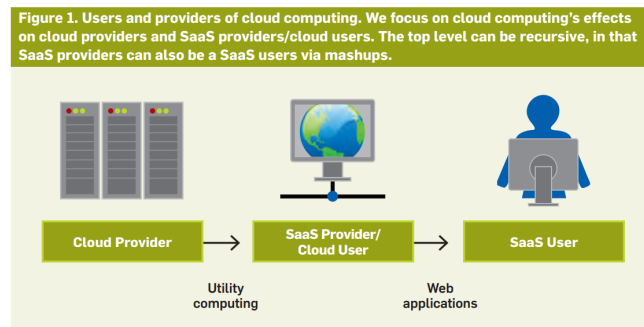 Figure 1. Users and providers of cloud computing. We focus on cloud computing's effects
on cloud providers and SaaS providers/cloud users. The top level can be recursive, in that
SaaS providers can also be a SaaS users via mashups.
Cloud Provider
SaaS Provider/
Cloud User
SaaS User
Utility
computing
Web
applications